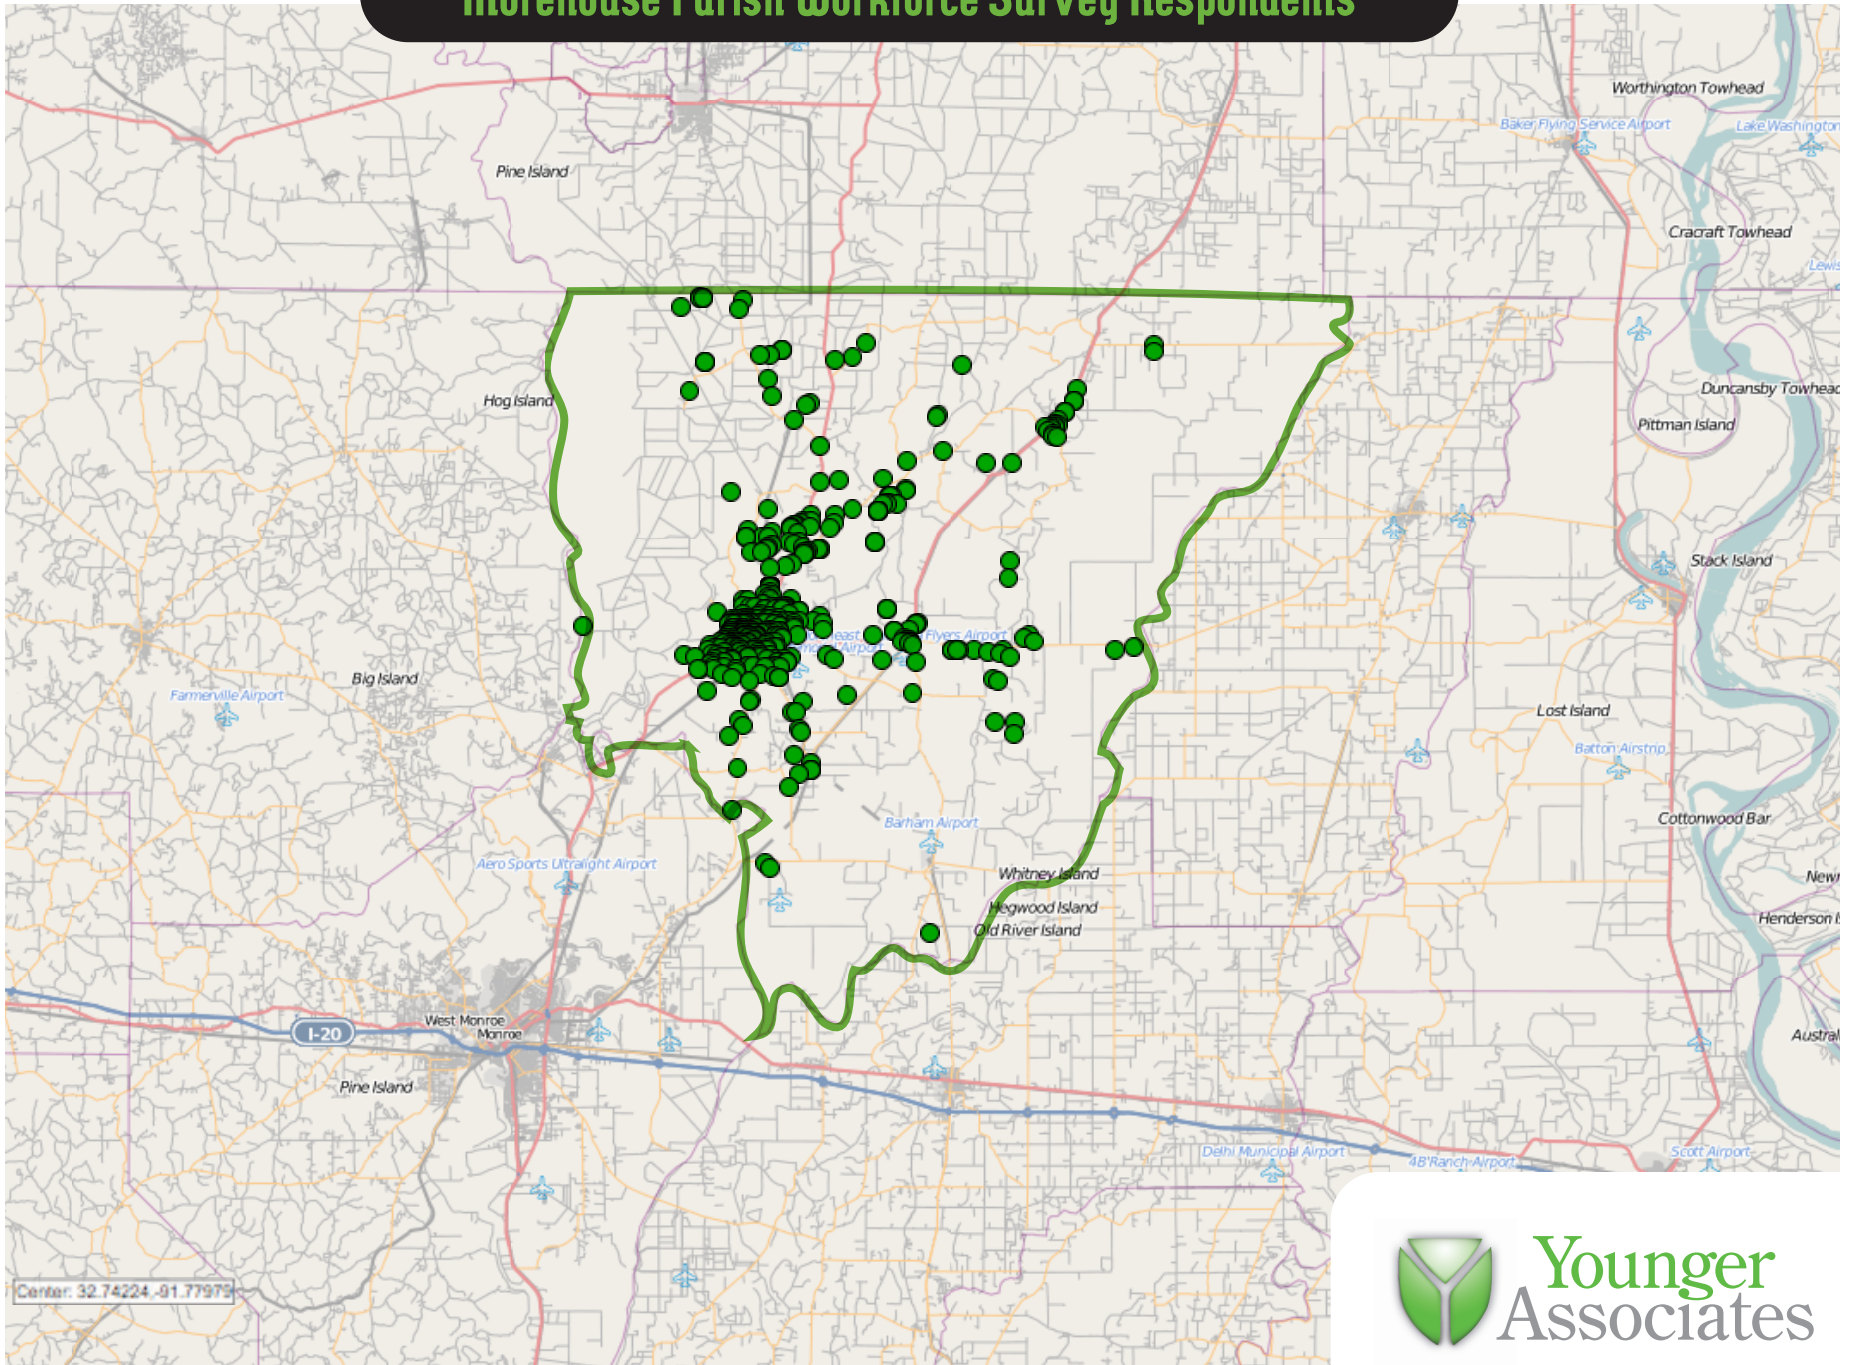 Morehouse Parish Workforce Survey Respondents
Worthington Towhead
Baker Flying Service Airport
Lake Washington
Pine Island
Cracraft Towhead
Lewis
Hog Island
Duncansby Towhead
Pittman Island
Stack Island
Flyers Airport
Big Island
Farmerville Airport
Lost Island
Batton Airstrip
Barham Airport
Cottonwood Bar
Aero Sports Ultralight Airport
Whitney Island
Hegwood Island
Henderson I
Old River Island
West Monroe
I-20
Monroe
Austral
Pine Island
Delhi Municipal Airport
4B Ranch Airport
Scott Airport
Center: 32.74224,-91.77979
Younger
Associates